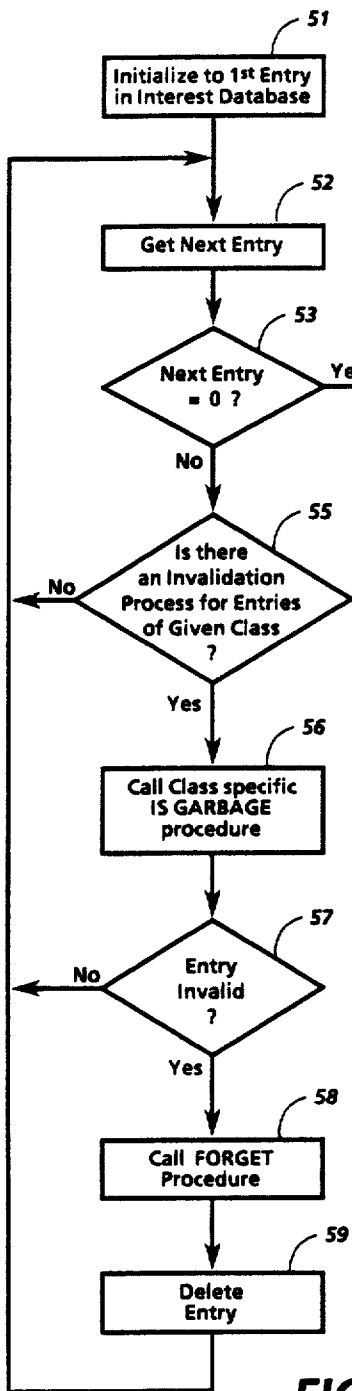 51
Initialize to 1st Entry
in Interest Database
52
Get Next Entry
53
Next Entry
= 0 ?
Ye
No
55
Is there
an Invalidation
Process for Entries
of Given Class
?
No
Yes
56
Call Class specific
IS GARBAGE
procedure
57
Entry
Invalid
?
No
Yes
58
Call FORGET
Procedure
59
Delete
Entry
FIG